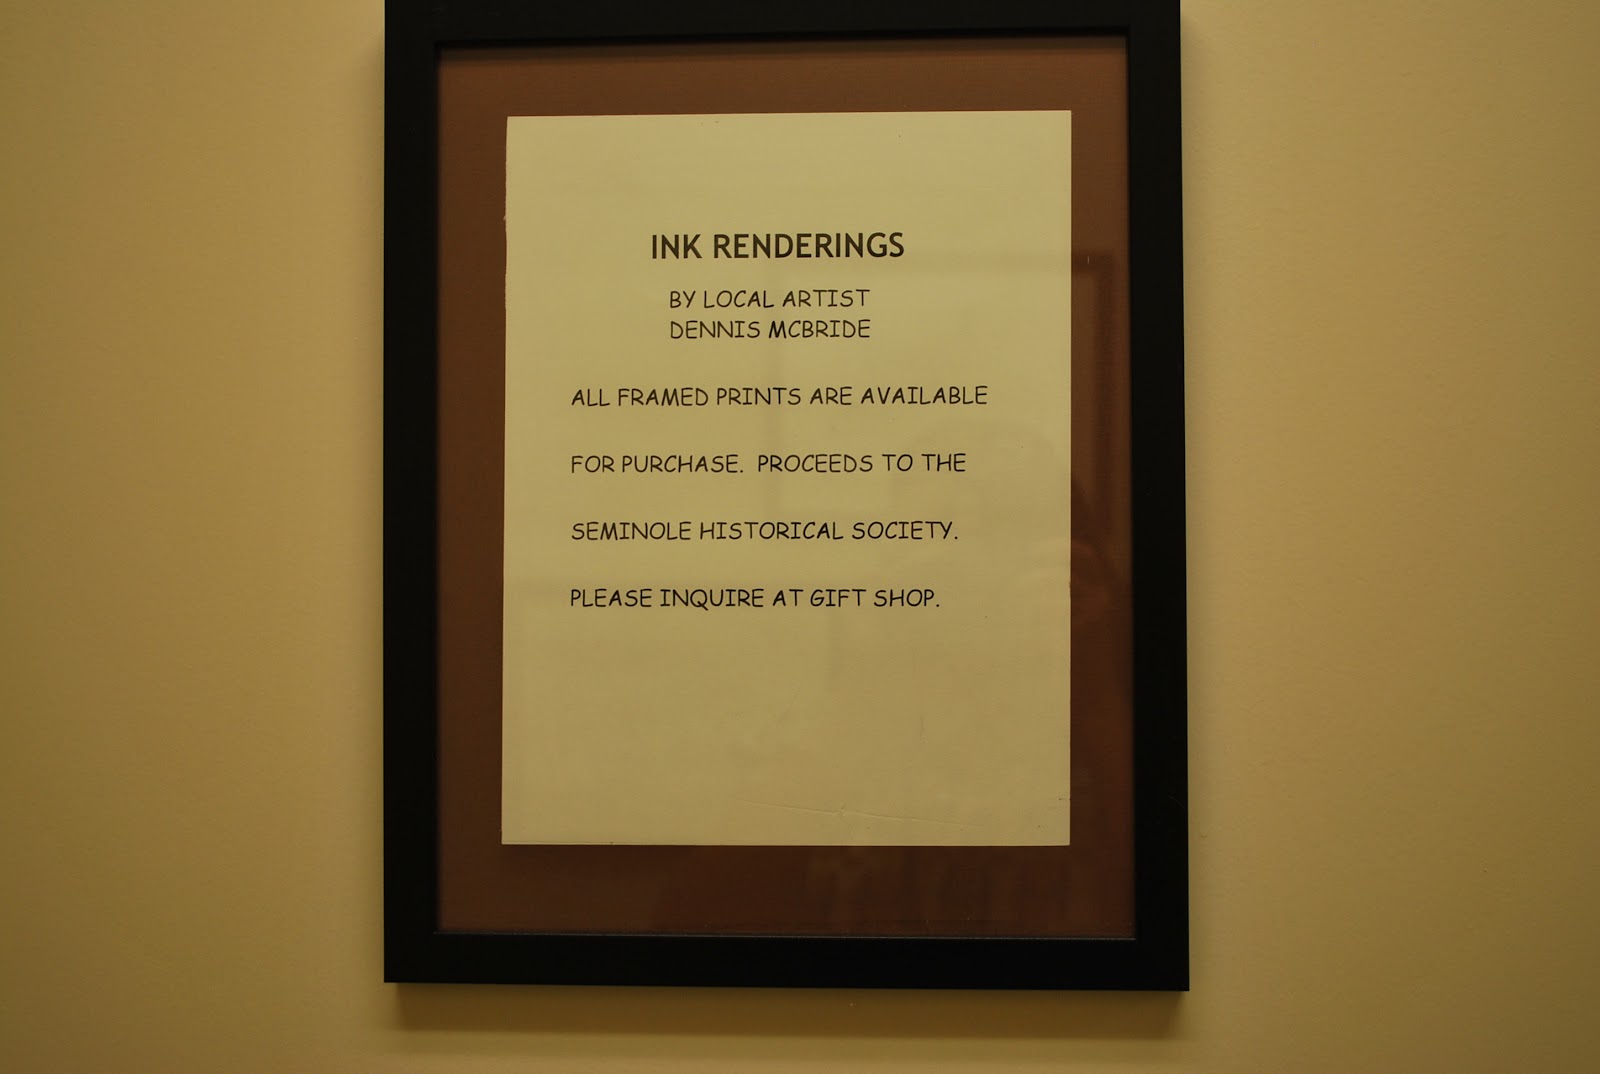 INK RENDERINGS
BY LOCAL ARTIST
DENNIS MCBRIDE
ALL FRAMED PRINTS ARE AVAILABLE
FOR PURCHASE. PROCEEDS TO THE
SEMINOLE HISTORICAL SOCIETY.
PLEASE INQUIRE AT GIFT SHOP.